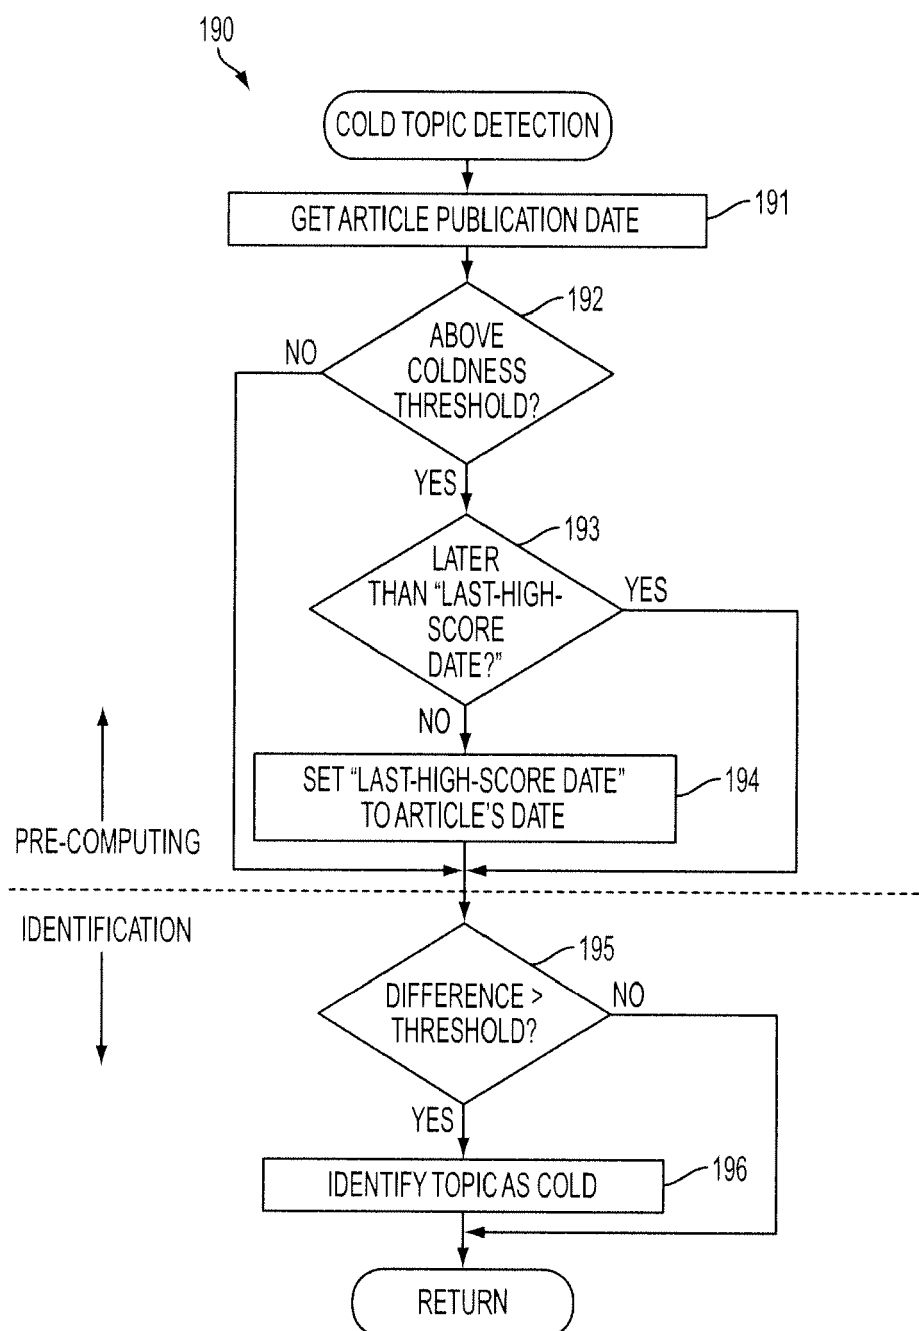 190
COLD TOPIC DETECTION
GET ARTICLE PUBLICATION DATE
191
192
ABOVE
COLDNESS
THRESHOLD?
NO
YES
193
LATER
THAN “LAST-HIGH-
SCORE
DATE?”
YES
NO
SET “LAST-HIGH-SCORE DATE”
TO ARTICLE'S DATE
194
PRE-COMPUTING
IDENTIFICATION
195
DIFFERENCE >
THRESHOLD?
NO
YES
IDENTIFY TOPIC AS COLD
196
RETURN